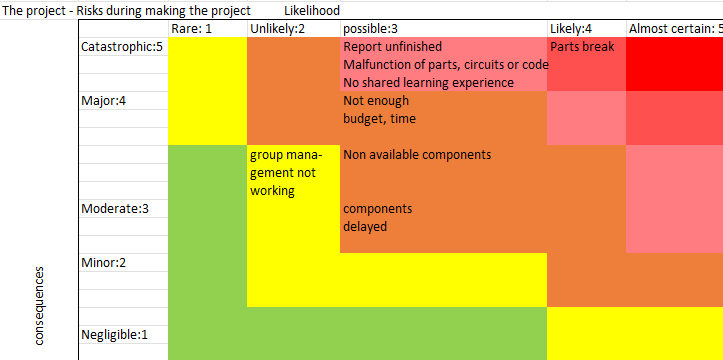 The project - Risks during making the project Likelihood
Rare: 1 Unlikely:2 possible:3 Likely:4 Almost certain: 5
Catastrophic:5 Report unfinished Parts break
Malfunction of parts, circuits or code
No shared learning experience
Major:4 Not enough
budget, time
group mana- Non available components
gement not
working
Moderate:3 components
delayed
Minor:2
consequences
Negligible:1